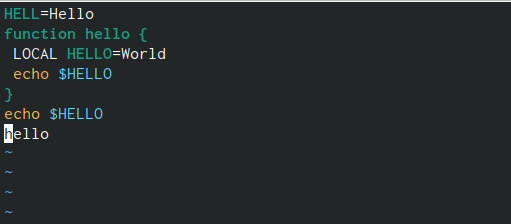 HELL=Hello
function hello {
 LOCAL HELLO=World
 echo $HELLO
}
echo $HELLO
hello
~
~
~
~